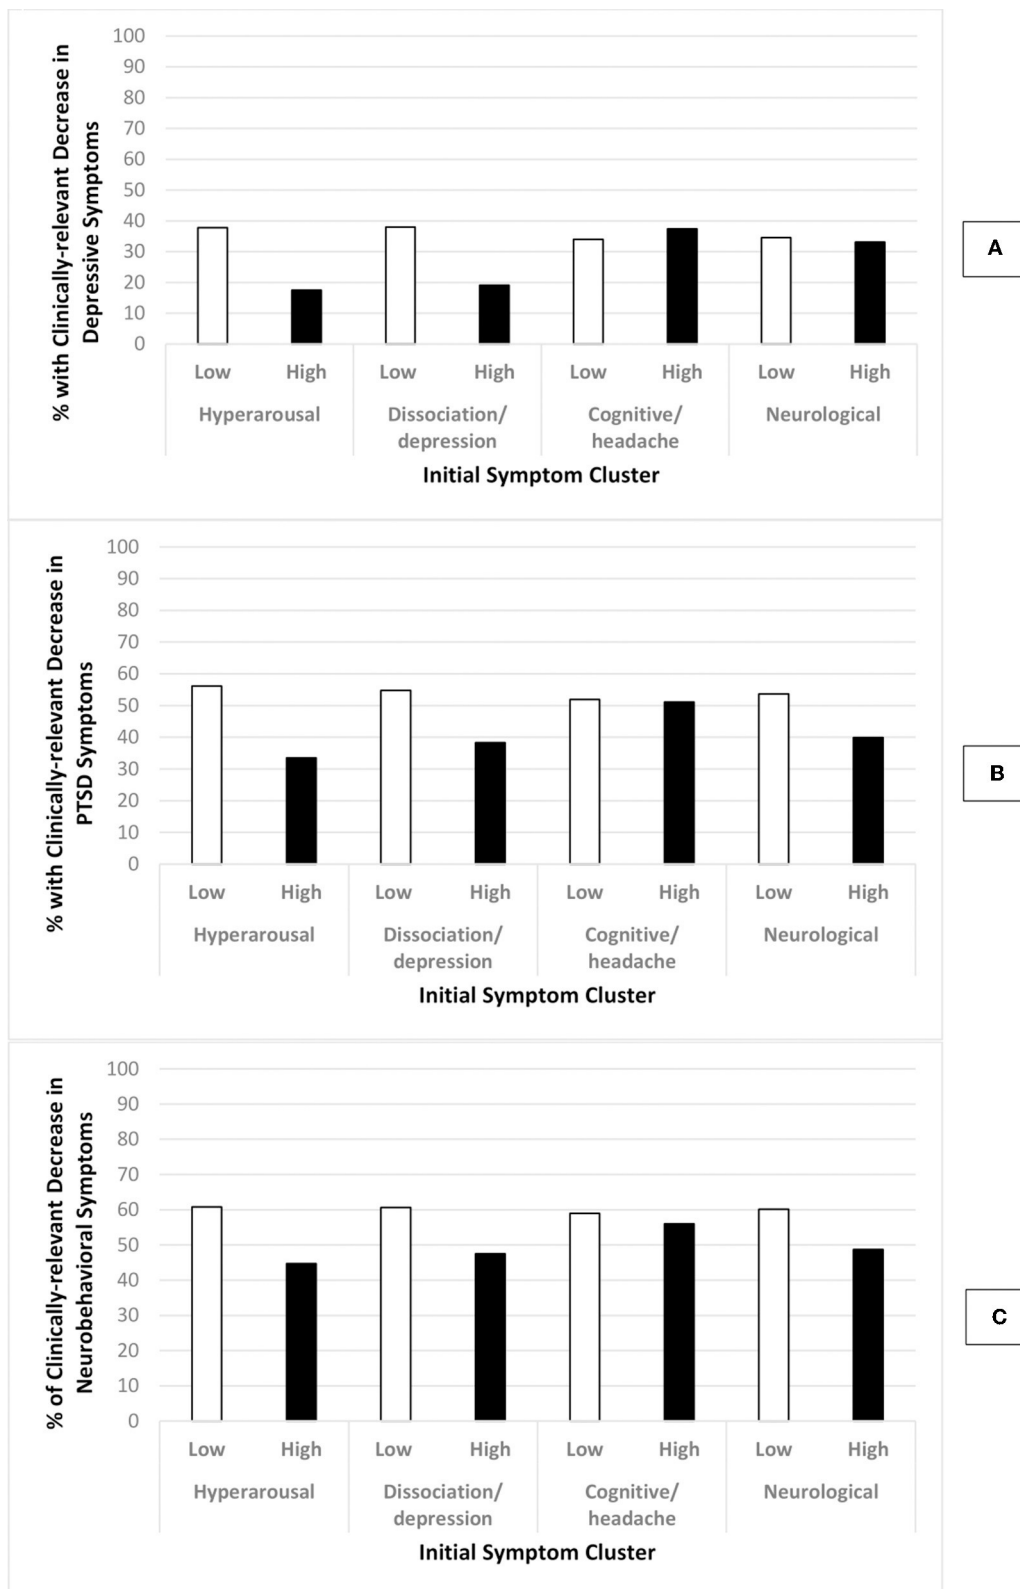 % with Clinically-relevant Decrease in
Depressive Symptoms
100
90
80
70
60
50
40
30
20
10
0
Low High Low High Low High Low High
Hyperarousal Dissociation/ Cognitive/ Neurological
depression headache
Initial Symptom Cluster
A
% with Clinically-relevant Decrease in
PTSD Symptoms
100
90
80
70
60
50
40
30
20
10
0
Low High Low High Low High Low High
Hyperarousal Dissociation/ Cognitive/ Neurological
depression headache
Initial Symptom Cluster
B
% of Clinically-relevant Decrease in
Neurobehavioral Symptoms
100
90
80
70
60
50
40
30
20
10
0
Low High Low High Low High Low High
Hyperarousal Dissociation/ Cognitive/ Neurological
depression headache
Initial Symptom Cluster
C